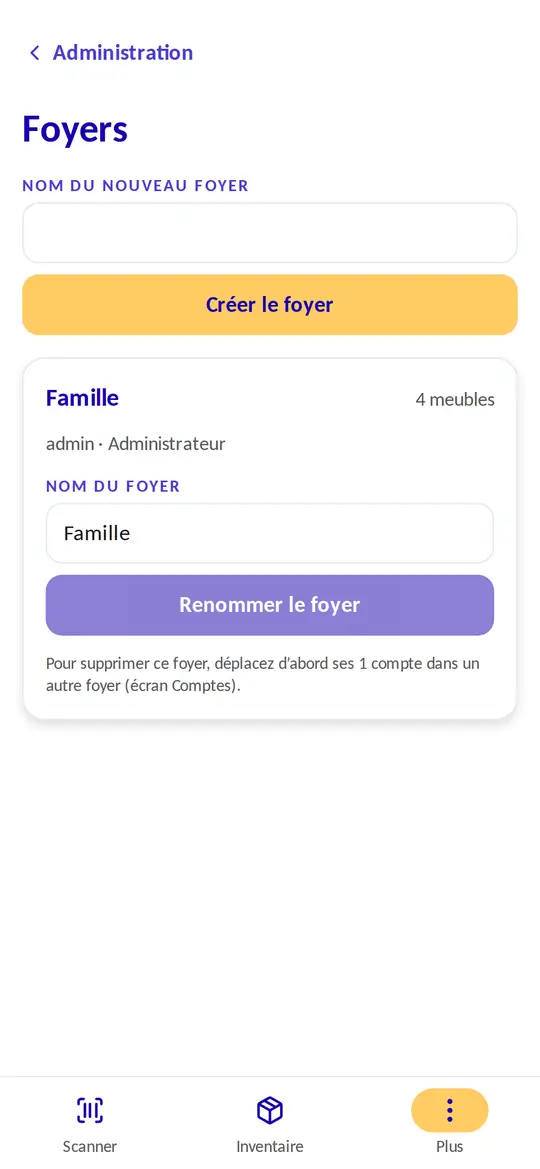 Administration
Foyers
NOM DU NOUVEAU FOYER
Créer le foyer
Famille
4 meubles
admin · Administrateur
NOM DU FOYER
Famille
Renommer le foyer
Pour supprimer ce foyer, déplacez d’abord ses 1 compte dans un
autre foyer (écran Comptes).
Scanner
Inventaire
Plus